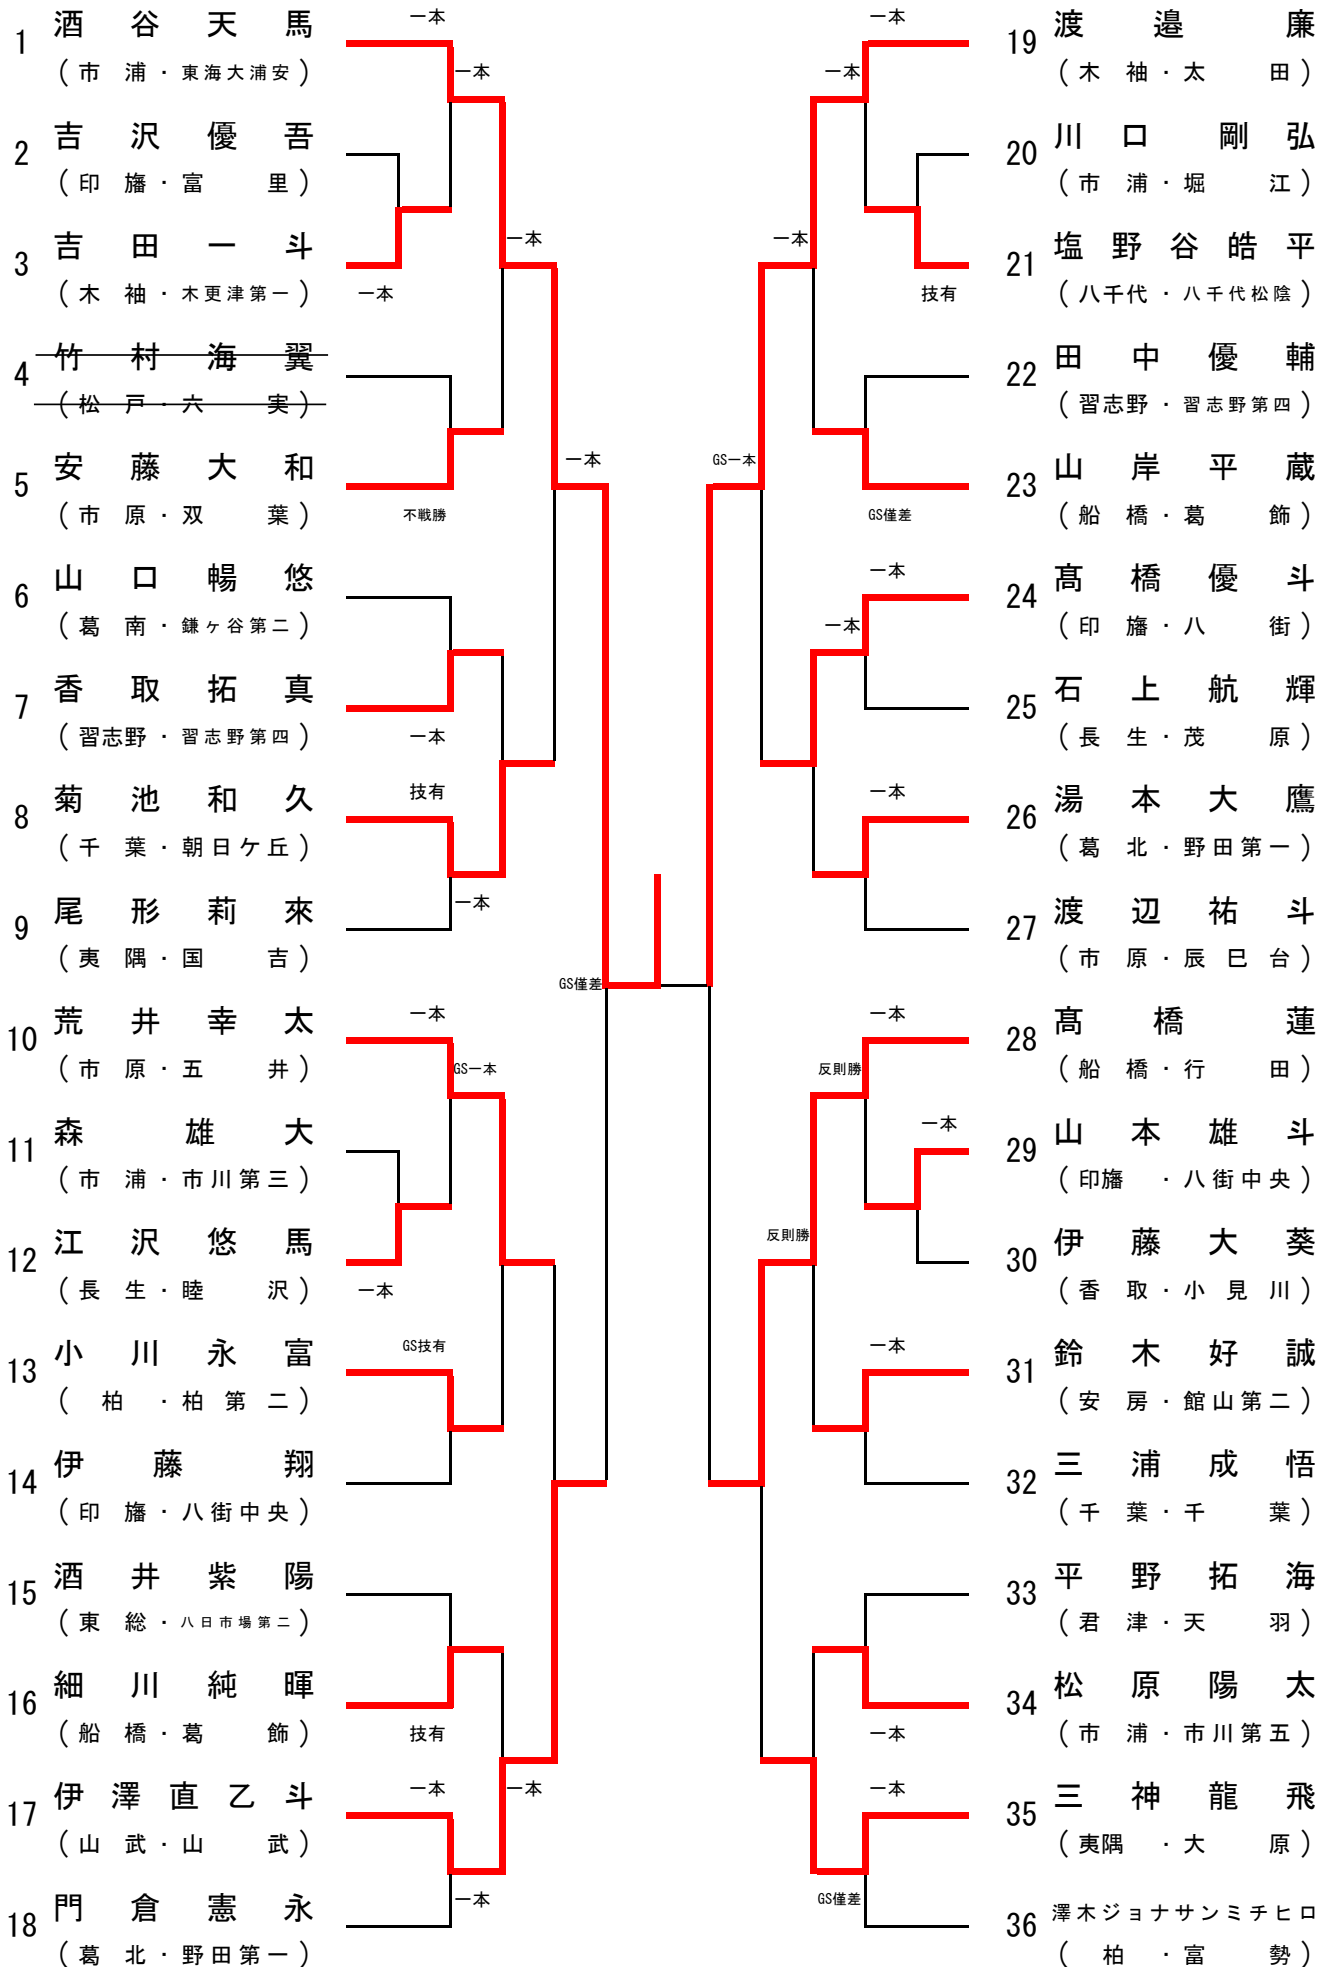 1 酒谷天馬
(市浦・東海大浦安)
一本
一本
2 吉沢優吾
(印旛・富里)
3 吉田一斗
(木袖・木更津第一)
一本
一本
4 竹村海翼
(松戸・六実)
5 安藤大和
(市原・双葉)
不戦勝
一本
6 山口暢悠
(葛南・鎌ヶ谷第二)
7 香取拓真
(習志野・習志野第四)
一本
8 菊池和久
(千葉・朝日ケ丘)
技有
9 尾形莉來
(夷隅・国吉)
一本
GS僅差
10 荒井幸太
(市原・五井)
一本
GS一本
11 森雄大
(市浦・市川第三)
12 江沢悠馬
(長生・睦沢)
一本
13 小川永富
(柏・柏第二)
GS技有
14 伊藤翔
(印旛・八街中央)
15 酒井紫陽
(東総・八日市場第二)
16 細川純暉
(船橋・葛飾)
技有
17 伊澤直乙斗
(山武・山武)
一本
一本
18 門倉憲永
(葛北・野田第一)
一本
19 渡邉廉
(木袖・太田)
一本
一本
20 川口剛弘
(市浦・堀江)
21 塩野谷皓平
(八千代・八千代松陰)
一本
技有
22 田中優輔
(習志野・習志野第四)
23 山岸平蔵
(船橋・葛飾)
GS一本
GS僅差
24 髙橋優斗
(印旛・八街)
一本
一本
25 石上航輝
(長生・茂原)
26 湯本大鷹
(葛北・野田第一)
一本
27 渡辺祐斗
(市原・辰巳台)
28 髙橋蓮
(船橋・行田)
一本
反則勝
29 山本雄斗
(印旛・八街中央)
一本
30 伊藤大葵
(香取・小見川)
反則勝
31 鈴木好誠
(安房・館山第二)
一本
32 三浦成悟
(千葉・千葉)
33 平野拓海
(君津・天羽)
34 松原陽太
(市浦・市川第五)
一本
35 三神龍飛
(夷隅・大原)
一本
36 澤木ジョナサンミチヒロ
(柏・富勢)
GS僅差